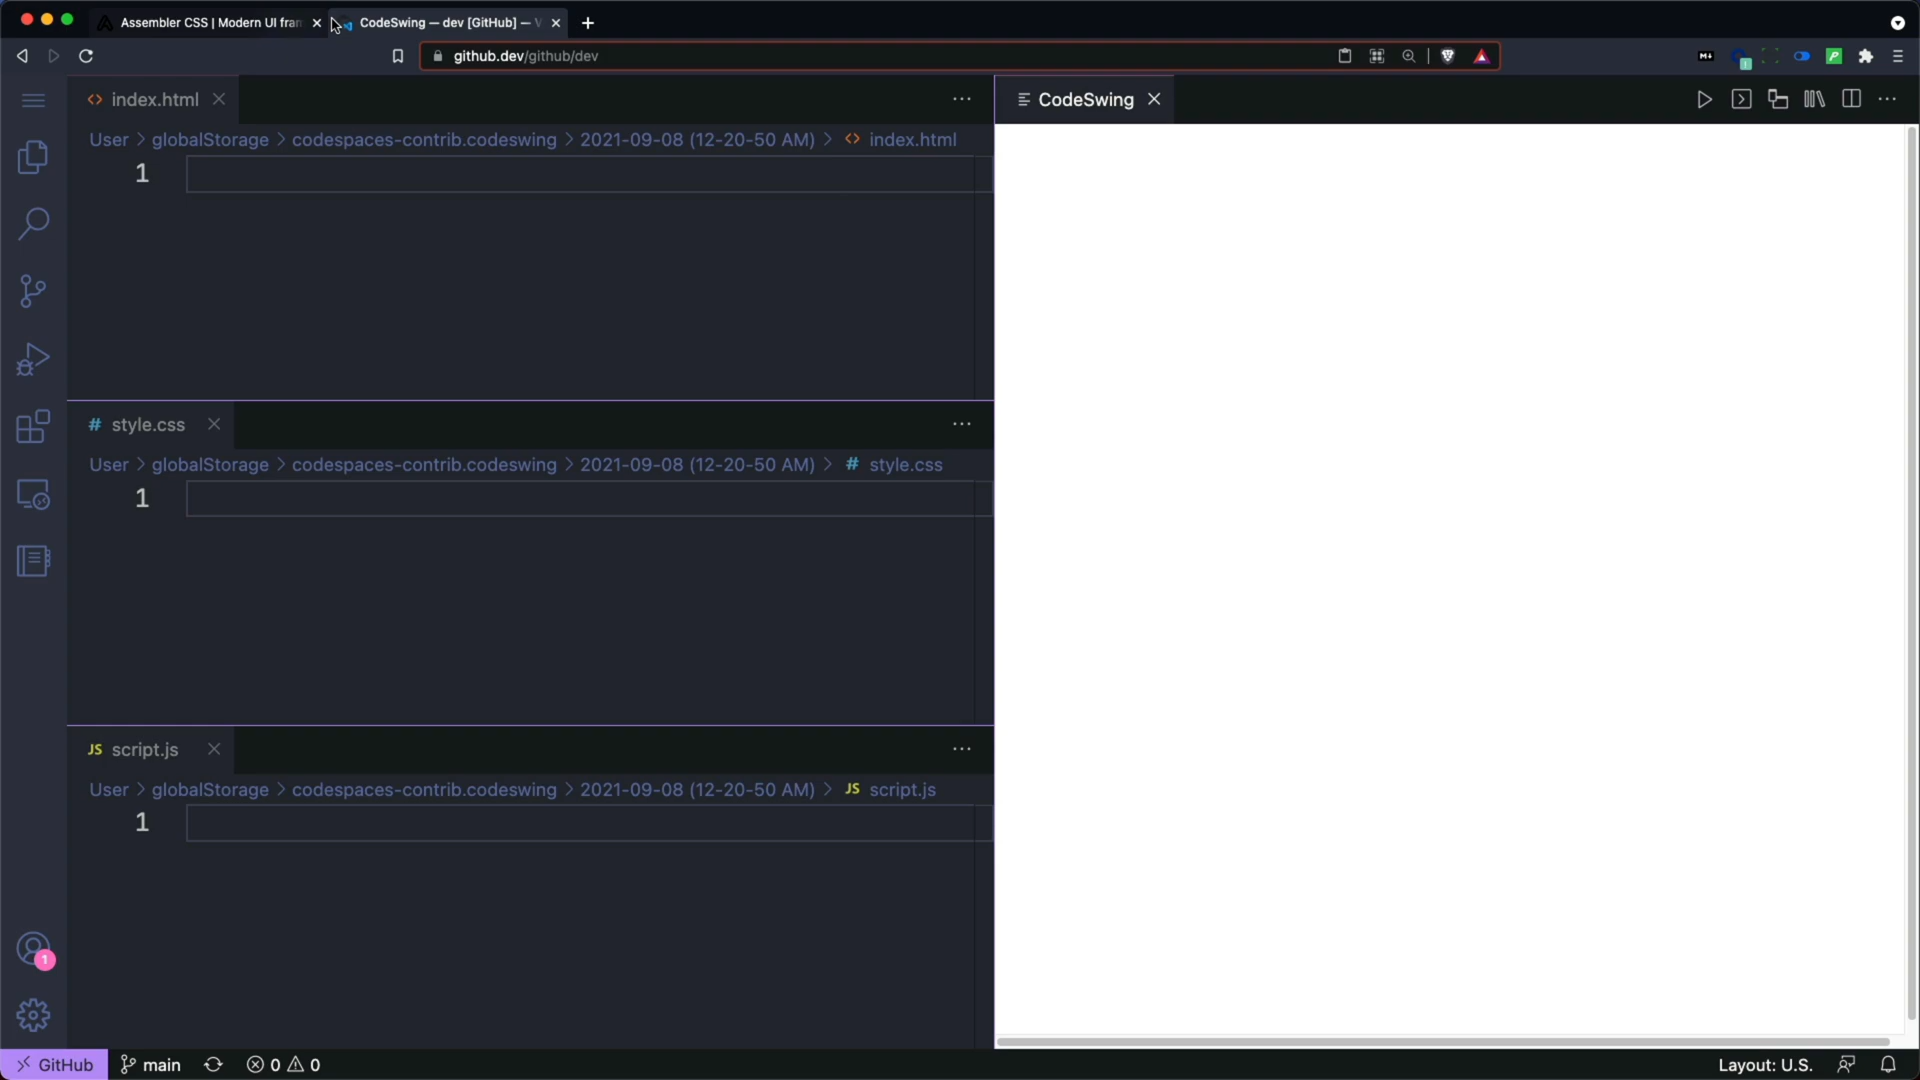 Assembler CSS | Modern UI fran
CodeSwing — dev [GitHub] — V
github.dev/github/dev
index.html
CodeSwing
User > globalStorage > codespaces-contrib.codeswing > 2021-09-08 (12-20-50 AM) > <> index.html
1
# style.css
User > globalStorage > codespaces-contrib.codeswing > 2021-09-08 (12-20-50 AM) > # style.css
1
JS script.js
User > globalStorage > codespaces-contrib.codeswing > 2021-09-08 (12-20-50 AM) > JS script.js
1
1
GitHub
main
0
0
Layout: U.S.